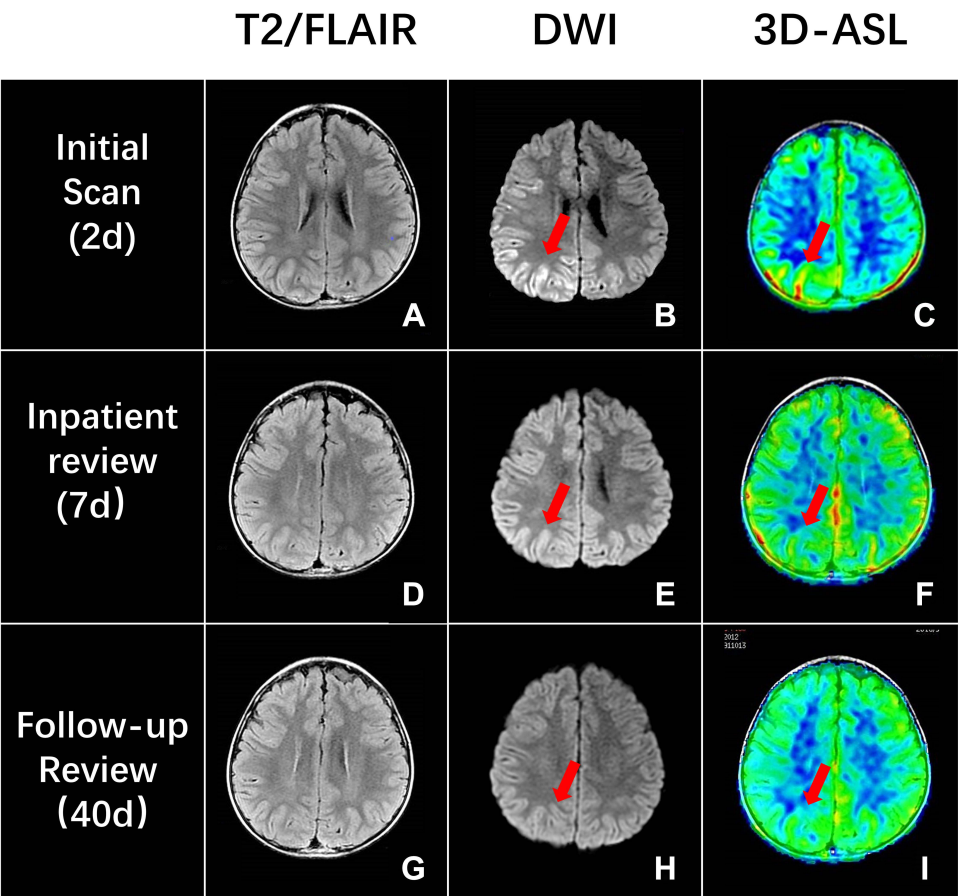 T2/FLAIR DWI 3D-ASL
Initial
Scan
(2d)
A B C
Inpatient
review
(7d)
D E F
2012
311013
Follow-up
Review
(40d)
G H I